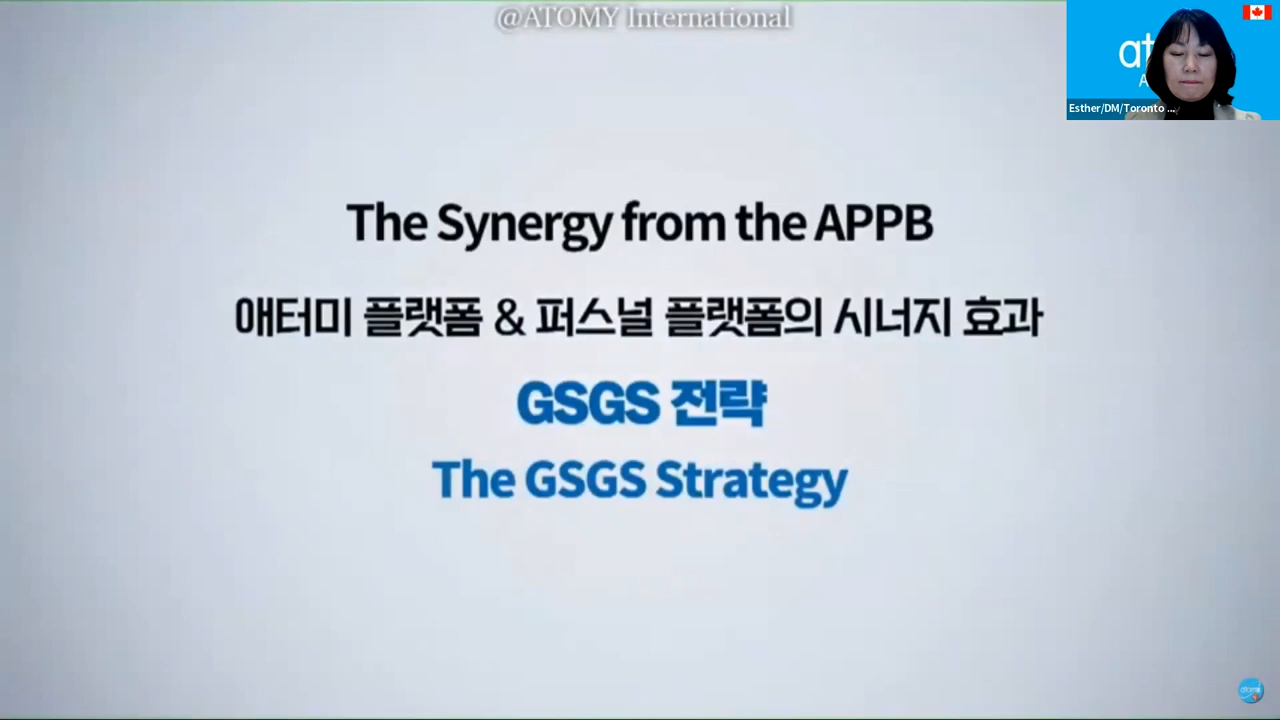 @ATOMY International
Esther/DM/Toronto ...
The Synergy from the APPB
애터미 플랫폼 & 퍼스널 플랫폼의 시너지 효과
GSGS 전략
The GSGS Strategy